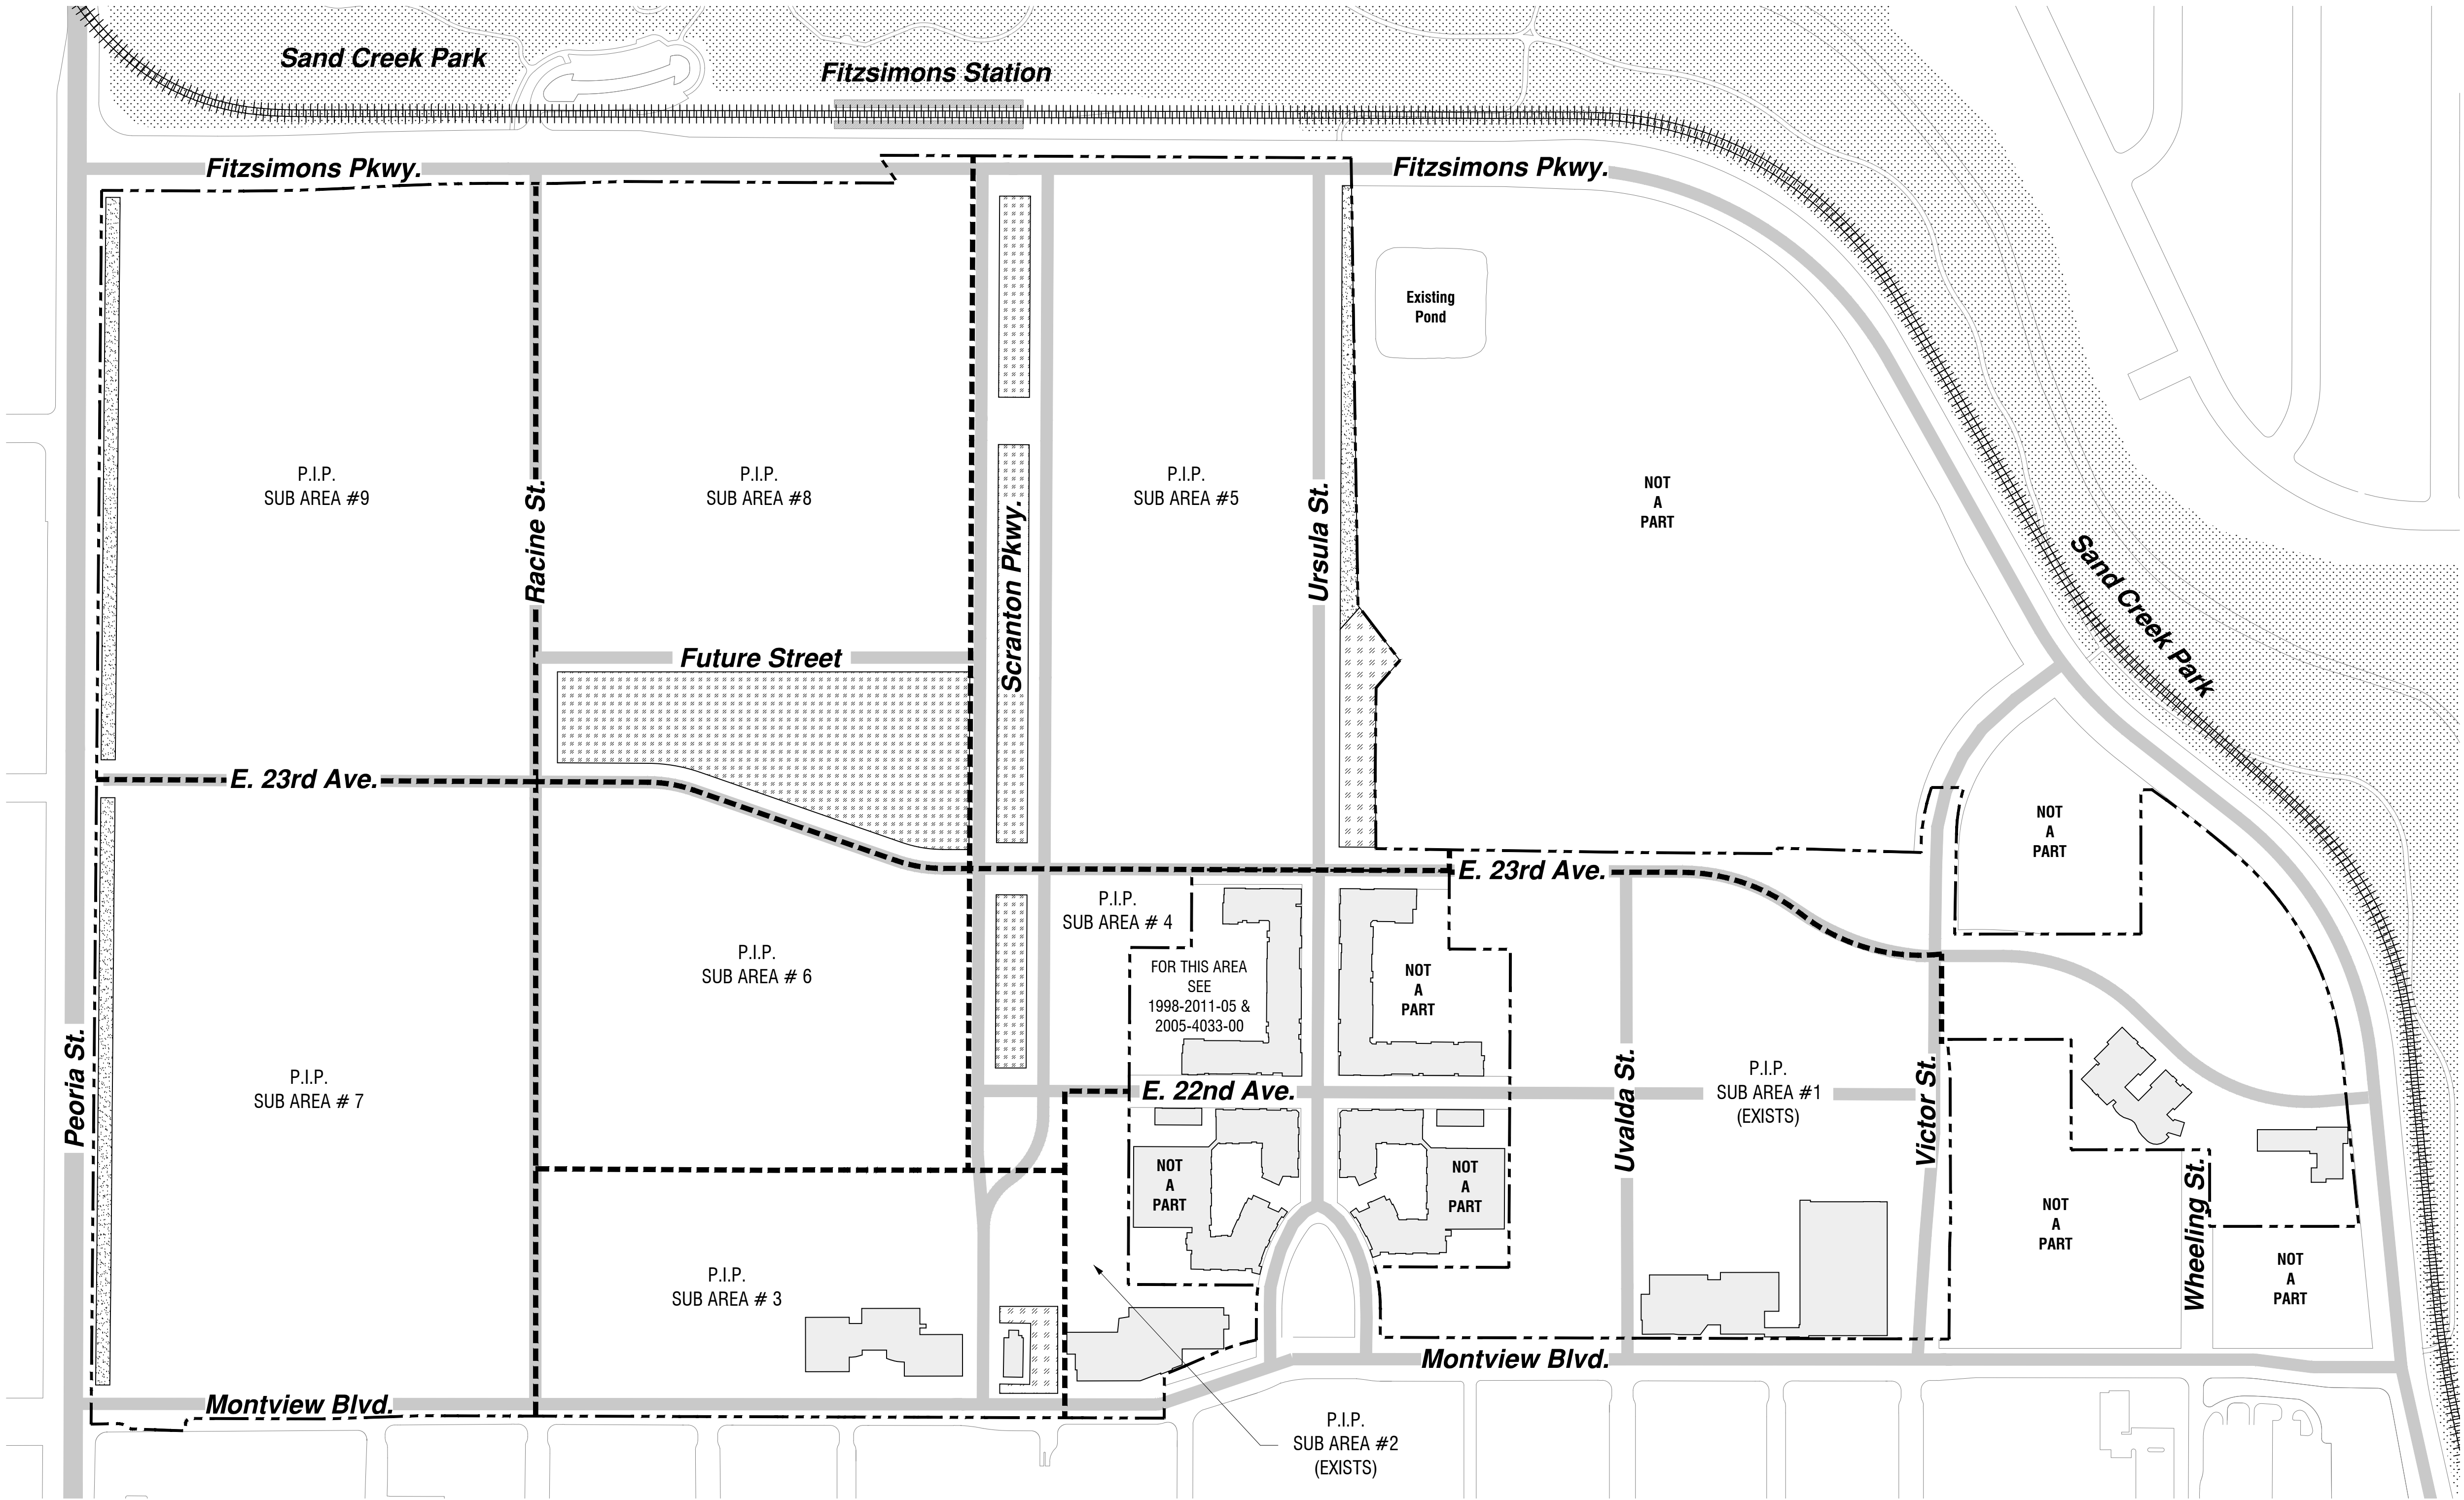 Sand Creek Park
Fitzsimons Station
Fitzsimons Pkwy.
Fitzsimons Pkwy.
Existing
Pond
P.I.P.
SUB AREA #9
Racine St.
P.I.P.
SUB AREA #8
Scranton Pkwy.
P.I.P.
SUB AREA #5
Ursula St.
NOT
A
PART
Sand Creek Park
Future Street
E. 23rd Ave.
E. 23rd Ave.
NOT
A
PART
P.I.P.
SUB AREA # 4
P.I.P.
SUB AREA # 6
FOR THIS AREA
SEE
1998-2011-05 &
2005-4033-00
NOT
A
PART
Peoria St.
P.I.P.
SUB AREA # 7
E. 22nd Ave.
Uvalda St.
P.I.P.
SUB AREA #1
(EXISTS)
Victor St.
NOT
A
PART
NOT
A
PART
NOT
A
PART
Wheeling St.
NOT
A
PART
P.I.P.
SUB AREA # 3
Montview Blvd.
Montview Blvd.
P.I.P.
SUB AREA #2
(EXISTS)